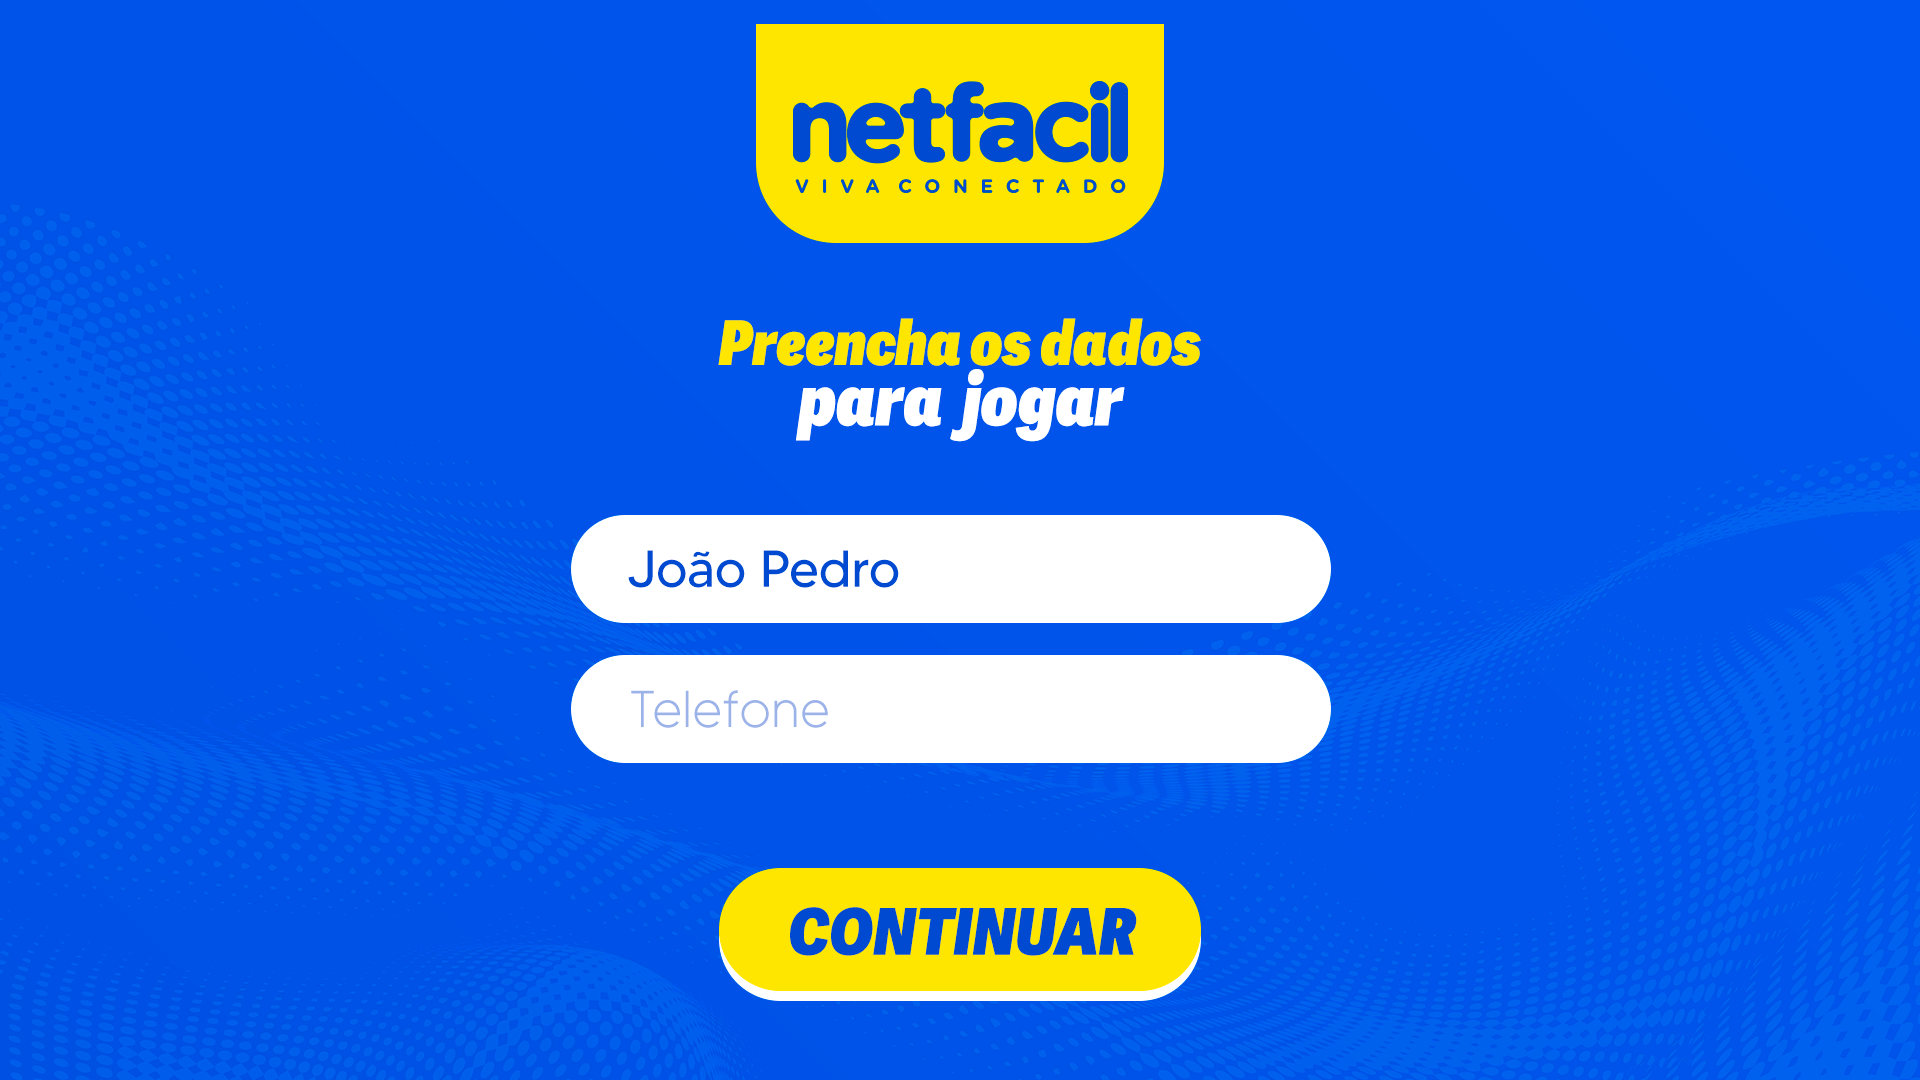 netfacil
VIVA CONECTADO
Preencha os dados
para jogar
João Pedro
Telefone
CONTINUAR